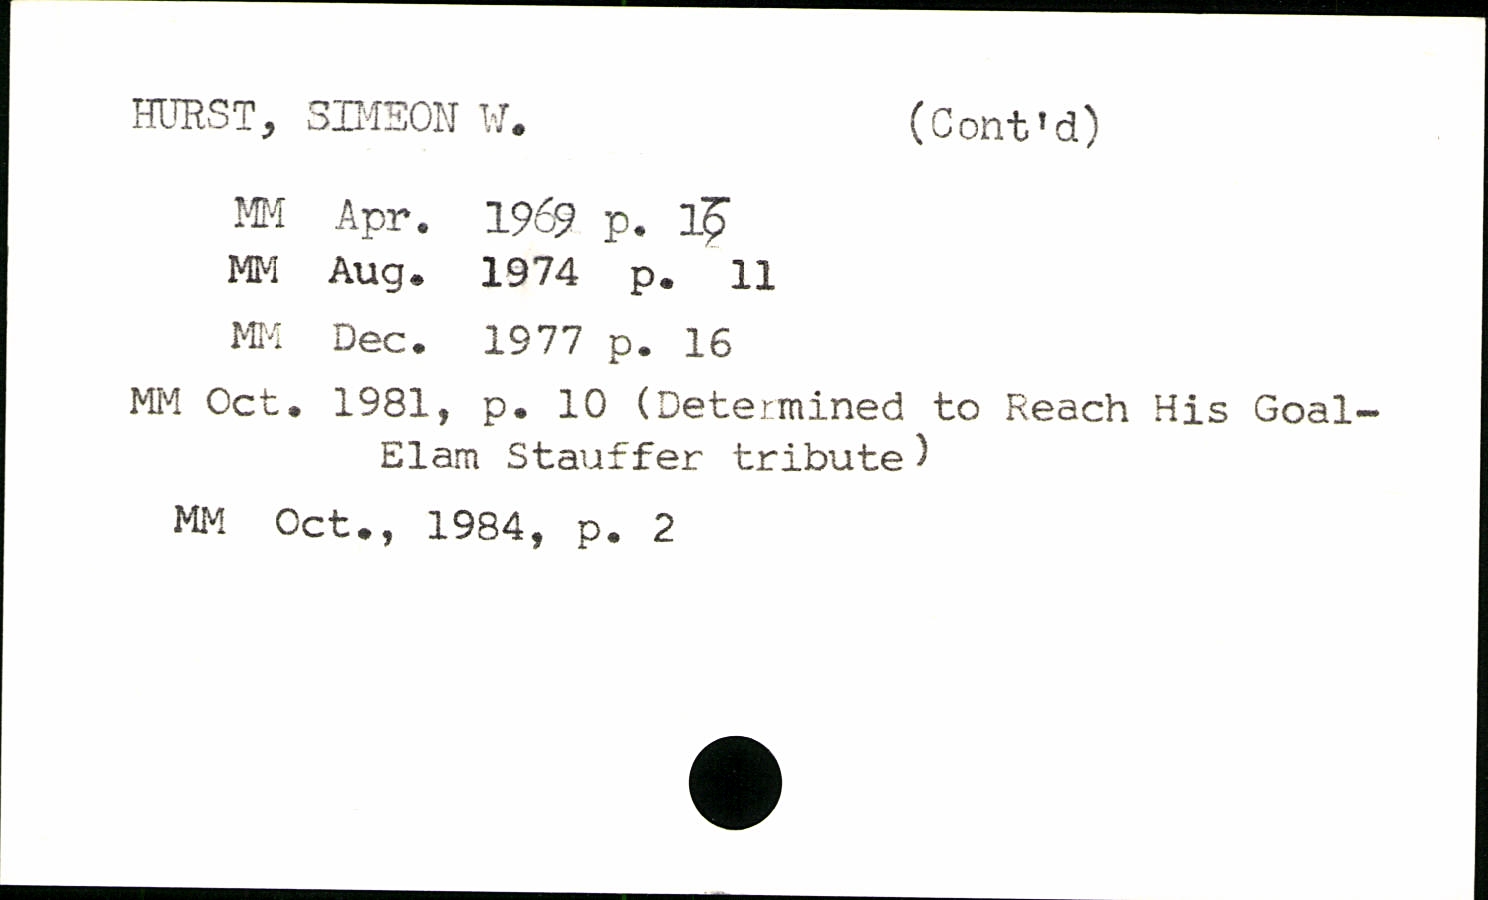 HURST, SIMEON W. (Cont'd)
MM Apr. 1969 p.
MM Aug. 1974 p. 11
MM Dec. 1977 p. 16
MM Oct. 1981, p. 10 (Determined to Reach His Goal-
Elam Stauffer tribute)
MM Oct., 1984, p. 2